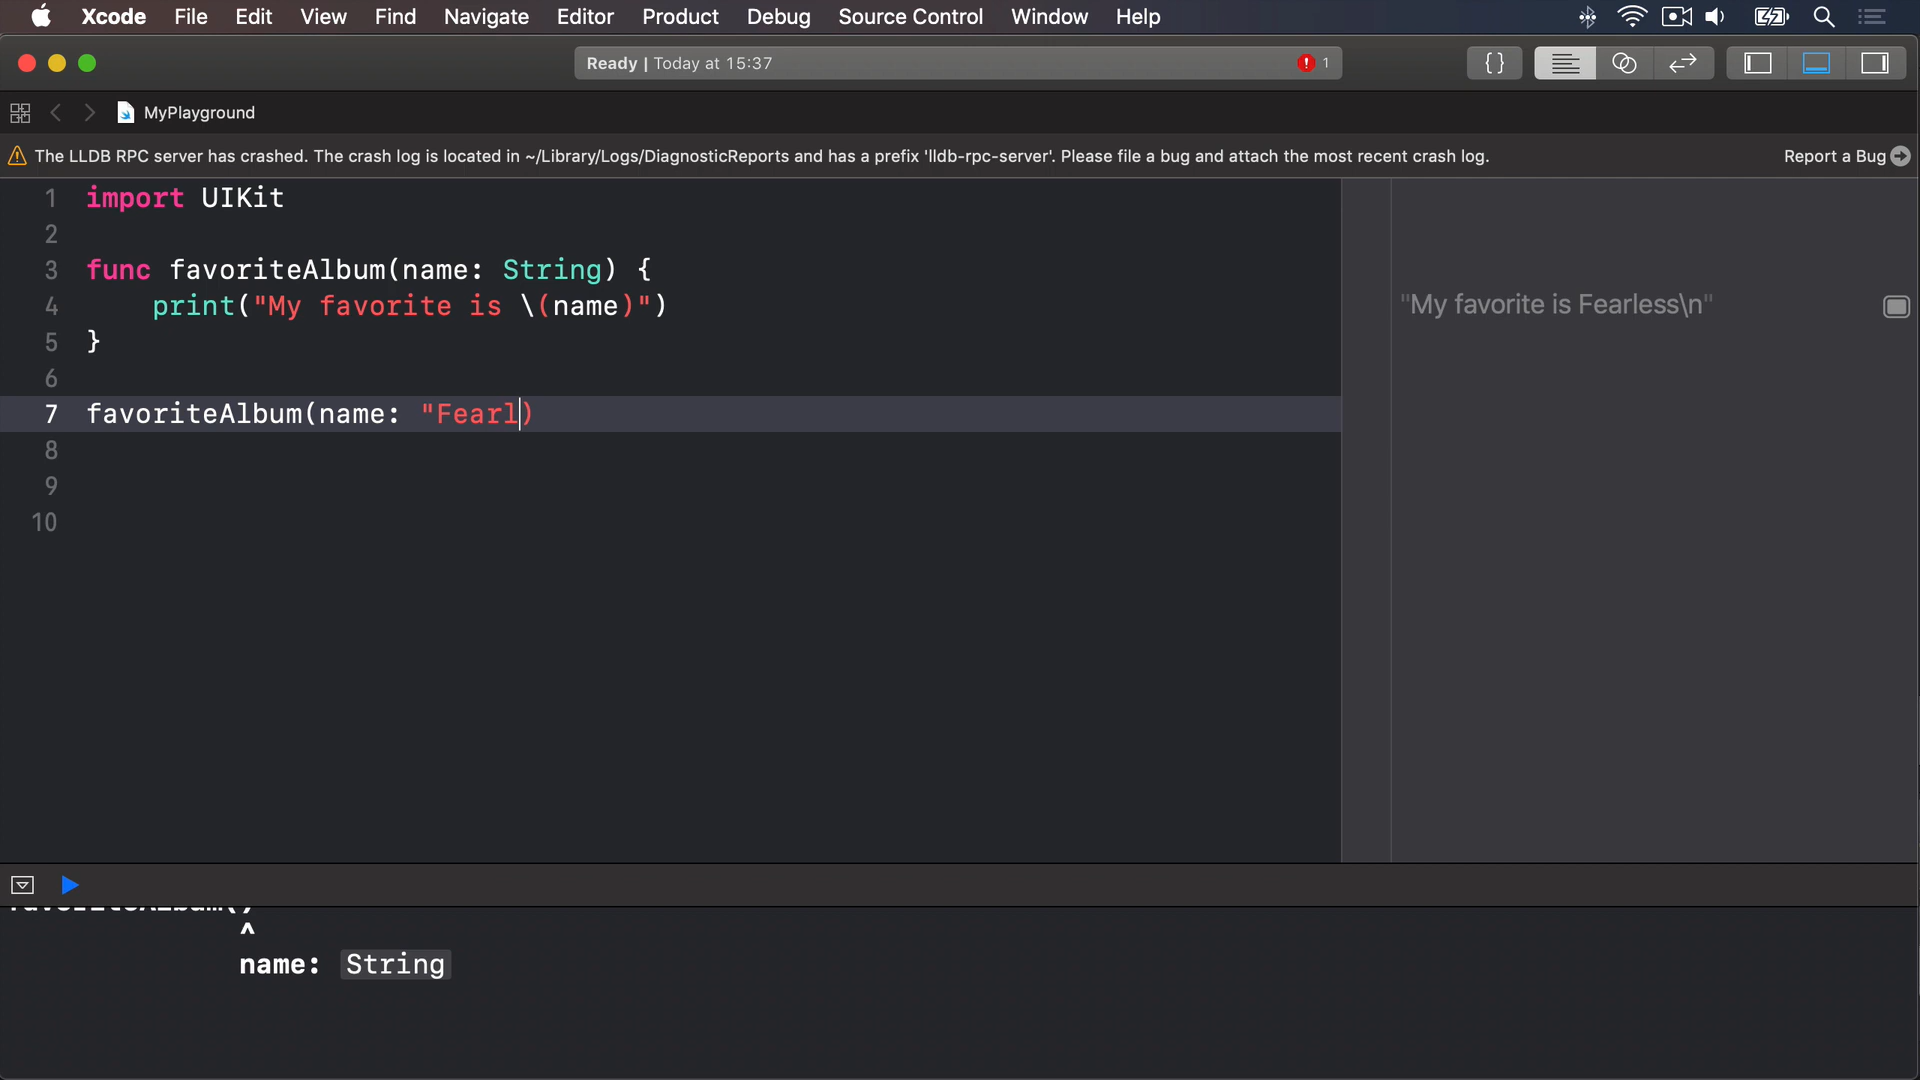 Xcode File Edit View Find Navigate Editor Product Debug Source Control Window Help
Ready | Today at 15:37
1
{}
MyPlayground
The LLDB RPC server has crashed. The crash log is located in ~/Library/Logs/DiagnosticReports and has a prefix 'lldb-rpc-server'. Please file a bug and attach the most recent crash log. Report a Bug
1 import UIKit
2
3 func favoriteAlbum(name: String) {
4 print("My favorite is \(name)")
"My favorite is Fearless\n"
5 }
6
7 favoriteAlbum(name: "Fearl)
8
9
10
^
name: String